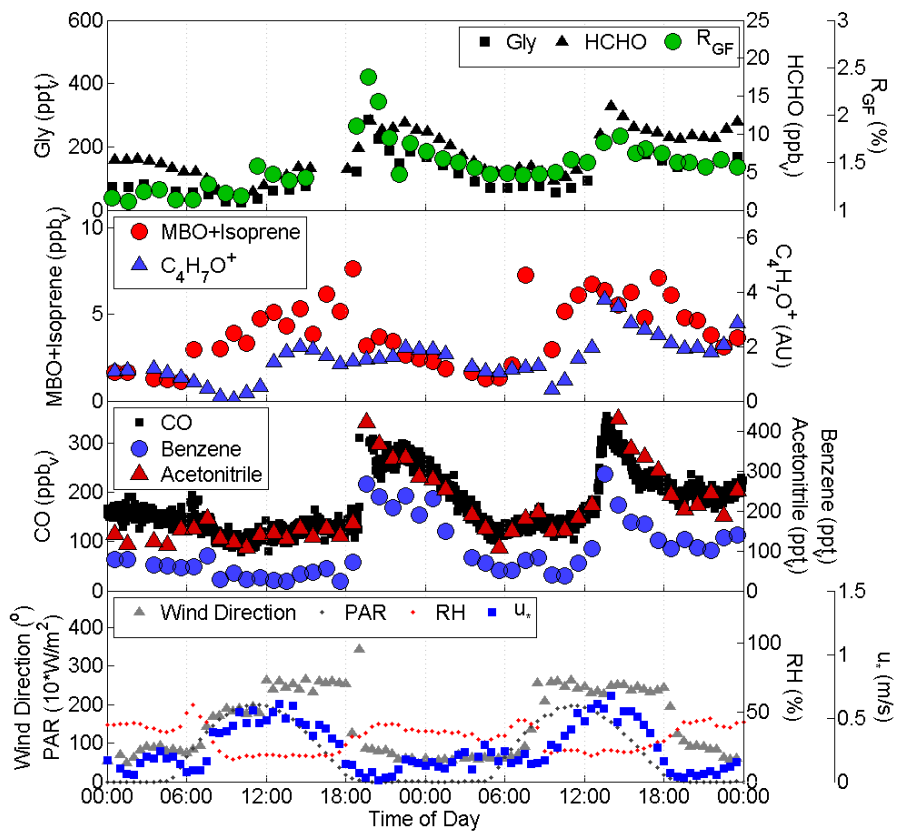 600
400
200
0
Gly (pptv)
Gly HCHO RGF
25
20
15
10
5
0
HCHO (ppbv)
3
2.5
2
1.5
1
RGF (%)
10
5
0
MBO+Isoprene (ppbv)
MBO+Isoprene
C4H7O+
6
4
2
0
C4H7O+ (AU)
300
200
100
0
CO (ppbv)
CO
Benzene
Acetonitrile
400
300
200
100
0
Acetonitrile (pptv)
Benzene (pptv)
400
300
200
100
0
Wind Direction (o)
PAR (10*W/m2)
Wind Direction PAR RH u*
100
50
0
RH (%)
1.5
1
0.5
0
u* (m/s)
00:00 06:00 12:00 18:00 00:00 06:00 12:00 18:00 00:00
Time of Day